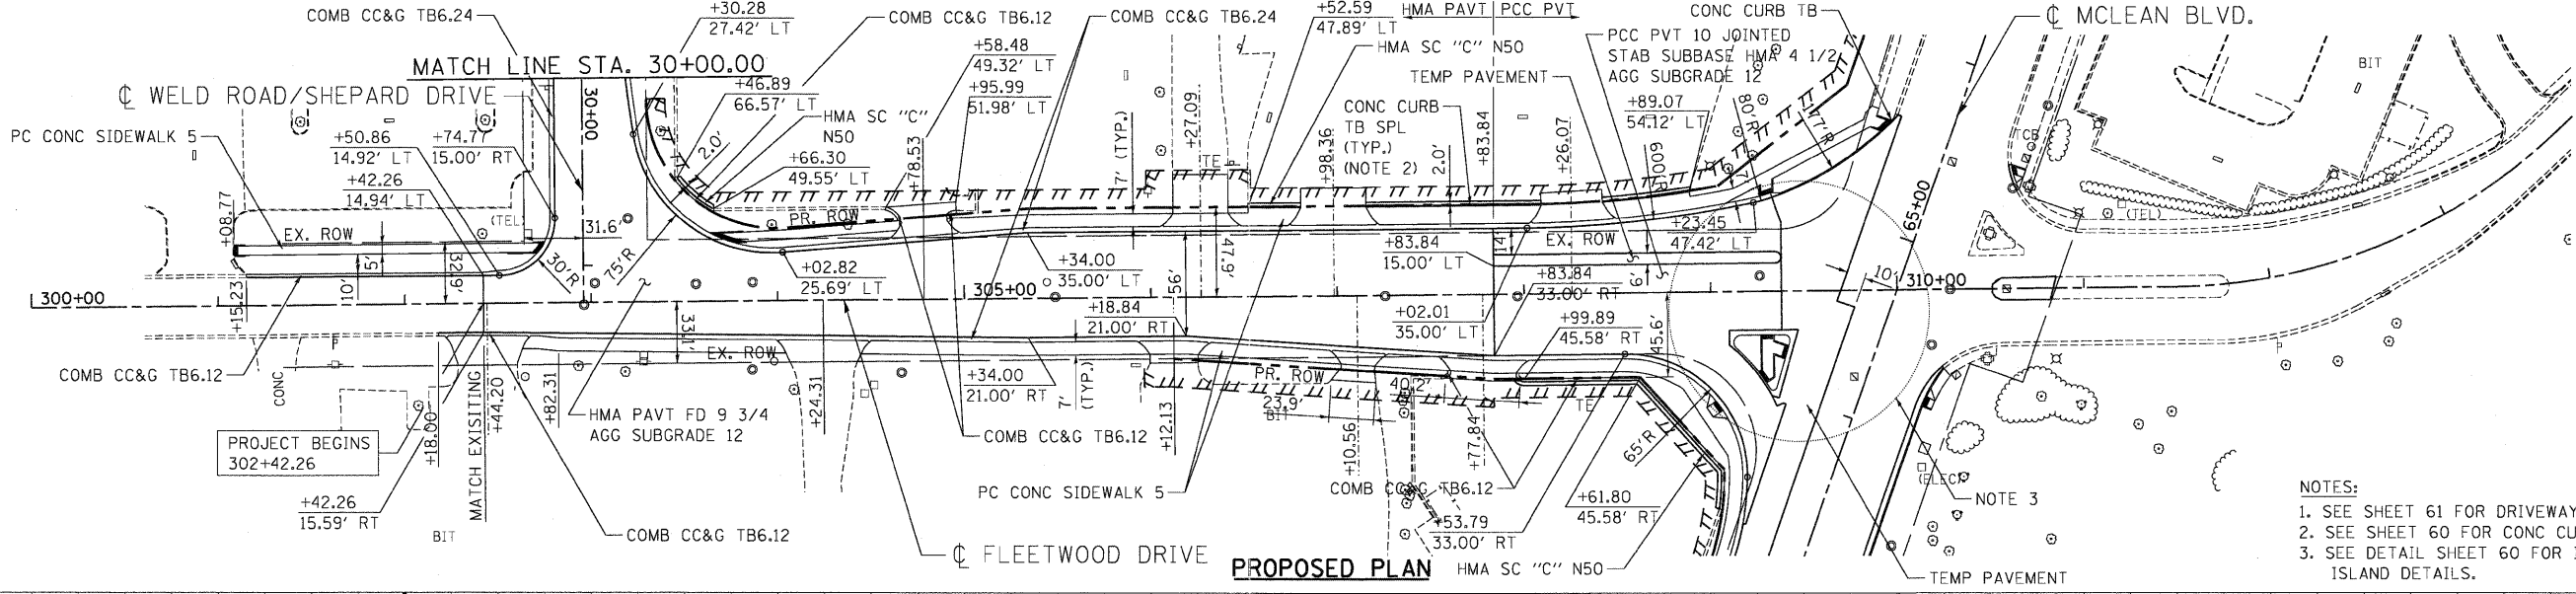 COMB CC&G TB6.24
+30.28
27.42' LT
COMB CC&G TB6.12
COMB CC&G TB6.24
+52.59
47.89' LT
HMA PAVT
PCC PVT
CONC CURB TB
℄ MCLEAN BLVD.
MATCH LINE STA. 30+00.00
+58.48
49.32' LT
HMA SC "C" N50
PCC PVT 10 JOINTED
STAB SUBBASE HMA 4 1/2
AGG SUBGRADE 12
BIT
℄ WELD ROAD/SHEPARD DRIVE
30+00
+46.89
66.57' LT
+95.99
51.98' LT
TEMP PAVEMENT
PC CONC SIDEWALK 5
+50.86
14.92' LT
+74.77
15.00' RT
HMA SC "C"
N50
2.0'
7' (TYP.)
+27.09
CONC CURB
TB SPL
(TYP.)
(NOTE 2)
+89.07
54.12' LT
80'R
77'R
TCB
+42.26
14.94' LT
+66.30
49.55' LT
+78.53
TE
+98.36
2.0'
+83.84
+26.07
600'R
65+00
+08.77
(TEL)
PR. ROW
(TEL)
EX. ROW
31.6'
+23.45
47.42' LT
5'
10'
32.9'
30'R
75'R
+02.82
25.69' LT
+34.00
35.00' LT
56'
47.9'
+83.84
15.00' LT
14'
EX. ROW
6'
10'
310+00
300+00
+15.23
305+00
+83.84
33.00' RT
33.1'
EX. ROW
+18.84
21.00' RT
+02.01
35.00' LT
+99.89
45.58' RT
45.6'
COMB CC&G TB6.12
CONC
+34.00
21.00' RT
7'
(TYP.)
PR. ROW
40.2'
23.9'
BIT
TE
PROJECT BEGINS
302+42.26
+18.00
MATCH EXISITING
+44.20
+82.31
HMA PAVT FD 9 3/4
AGG SUBGRADE 12
+24.31
COMB CC&G TB6.12
+12.13
+10.56
+77.84
65'R
PC CONC SIDEWALK 5
COMB CC&G TB6.12
+42.26
15.59' RT
BIT
COMB CC&G TB6.12
+53.79
33.00' RT
+61.80
45.58' RT
(ELEC)
NOTE 3
℄ FLEETWOOD DRIVE
PROPOSED PLAN
HMA SC "C" N50
TEMP PAVEMENT
NOTES:
1. SEE SHEET 61 FOR DRIVEWAY
2. SEE SHEET 60 FOR CONC CU
3. SEE DETAIL SHEET 60 FOR
ISLAND DETAILS.